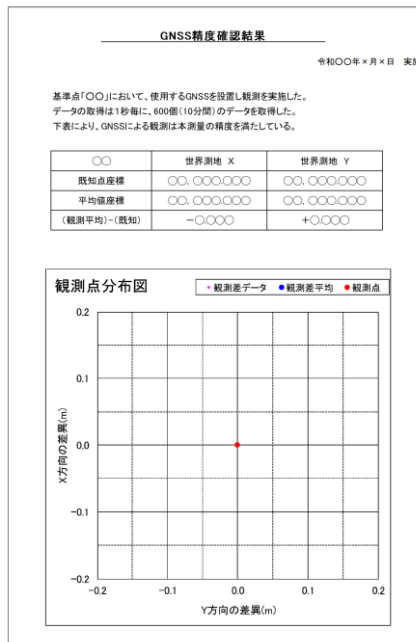 GNSS精度確認結果
令和〇〇年×月×日 実施
基準点「〇〇」において、使用するGNSSを設置し観測を実施した。
データの取得は1秒毎に、600個(10分間)のデータを取得した。
下表により、GNSSによる観測は本測量の精度を満たしている。
〇〇 世界測地 X 世界測地 Y
既知点座標 〇〇, 〇〇〇.〇〇〇 〇〇, 〇〇〇.〇〇〇
平均値座標 〇〇, 〇〇〇.〇〇〇 〇〇, 〇〇〇.〇〇〇
(観測平均)-(既知) -〇.〇〇〇 +〇.〇〇〇
観測点分布図
観測差データ 観測差平均 観測点
0.2
0.1
0.0
-0.1
-0.2
X方向の差異(m)
-0.2 -0.1 0.0 0.1 0.2
Y方向の差異(m)